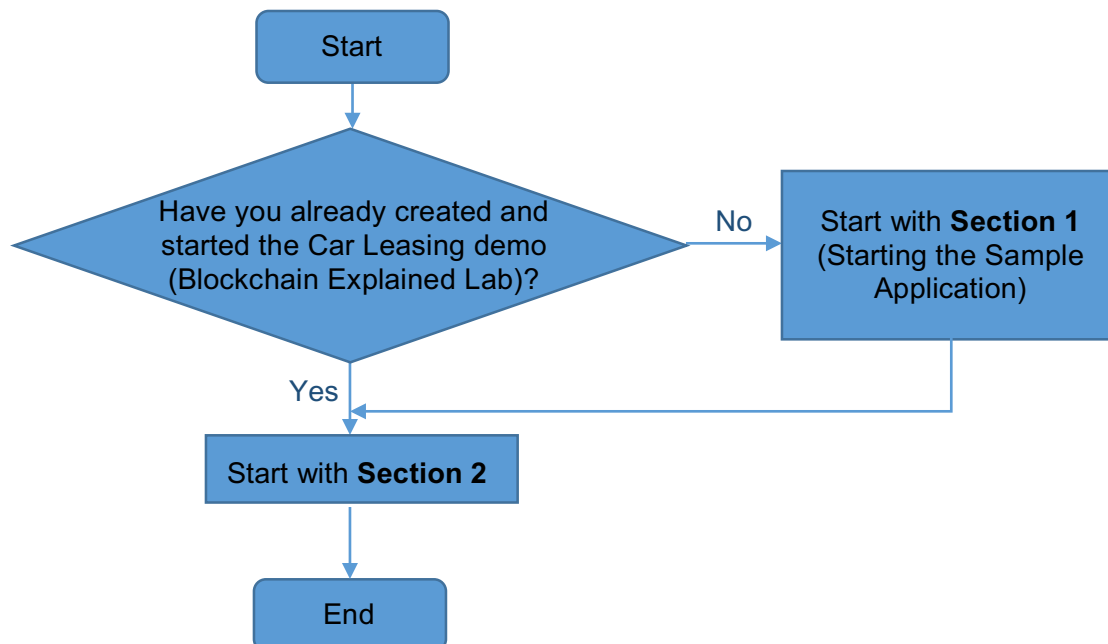 Start
Have you already created and
started the Car Leasing demo
(Blockchain Explained Lab)?
No
Start with Section 1
(Starting the Sample
Application)
Yes
Start with Section 2
End